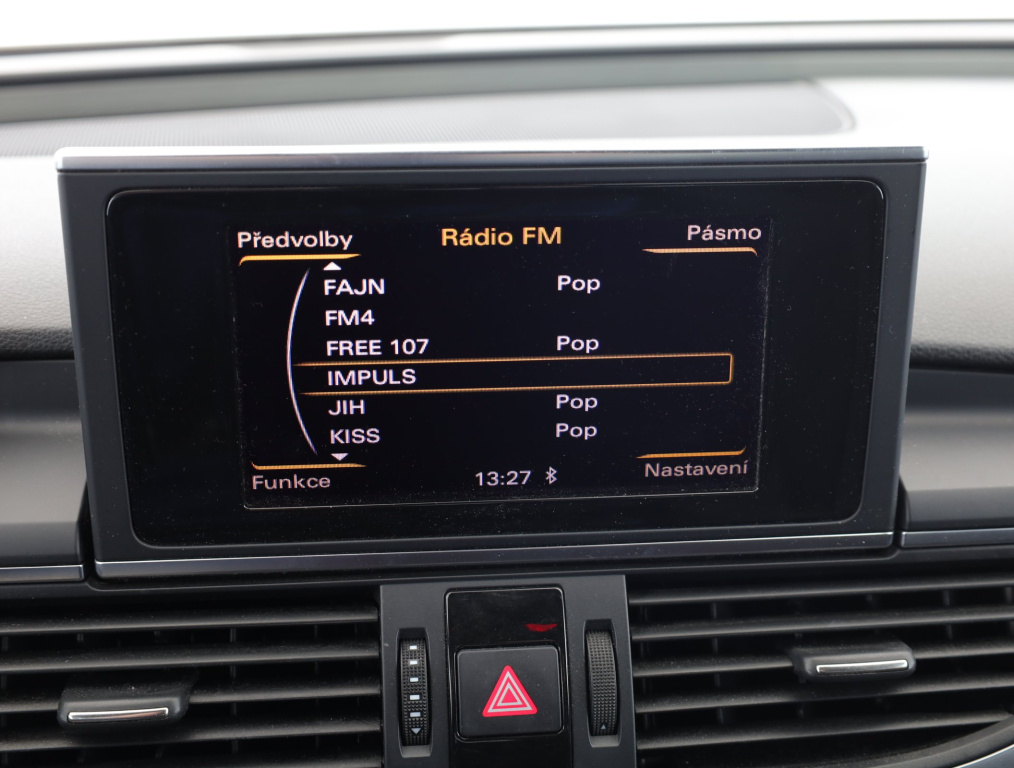 Předvolby Rádio FM Pásmo
FAJN Pop
FM4
FREE 107 Pop
IMPULS
JIH Pop
KISS Pop
Funkce 13:27 Nastavení